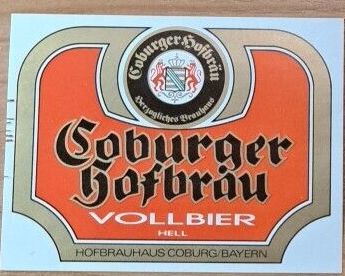 Coburger Hofbräu
Herzogliches Brauhaus
Coburger
Hofbräu
VOLLBIER
HELL
HOFBRAUHAUS COBURG/BAYERN